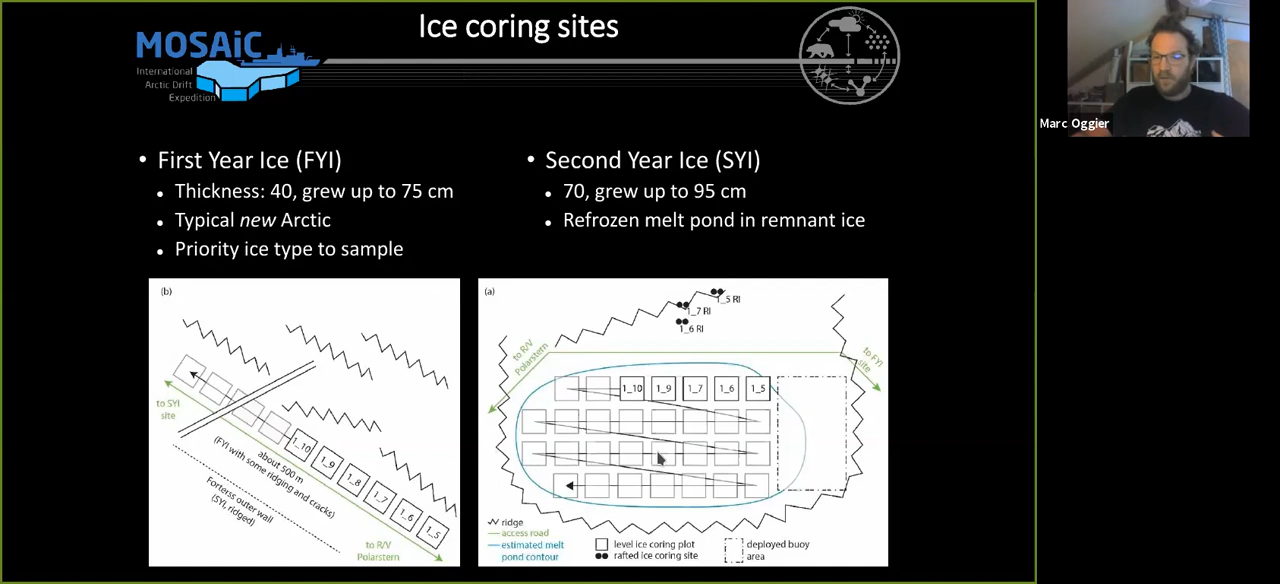 Ice coring sites
MOSAiC
International
Arctic Drift
Expedition
Marc Oggier
• First Year Ice (FYI)
• Thickness: 40, grew up to 75 cm
• Typical new Arctic
• Priority ice type to sample
• Second Year Ice (SYI)
• 70, grew up to 95 cm
• Refrozen melt pond in remnant ice
(b)
to SYI
site
1_10
1_9
1_8
1_7
1_6
1_5
about 500 m
(FYI with some ridging and cracks)
Forterss outer wall
(SYI, ridged)
to R/V
Polarstern
(a)
1_5 RI
1_7 RI
1_6 RI
to R/V
Polarstern
to FYI
site
1_10
1_9
1_7
1_6
1_5
ridge
access road
estimated melt
pond contour
level ice coring plot
rafted ice coring site
deployed buoy
area